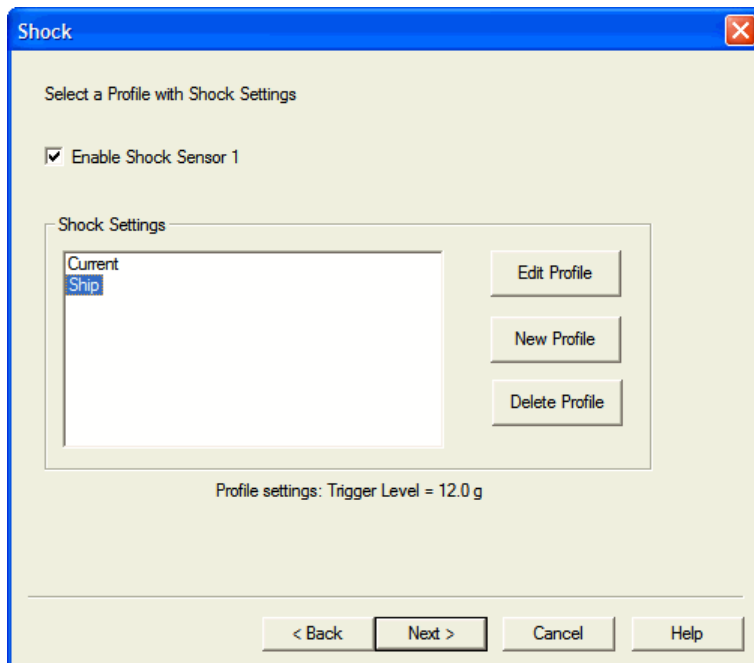 Shock
Select a Profile with Shock Settings
Enable Shock Sensor 1
Shock Settings
Current
Ship
Edit Profile
New Profile
Delete Profile
Profile settings: Trigger Level = 12.0 g
< Back Next > Cancel Help